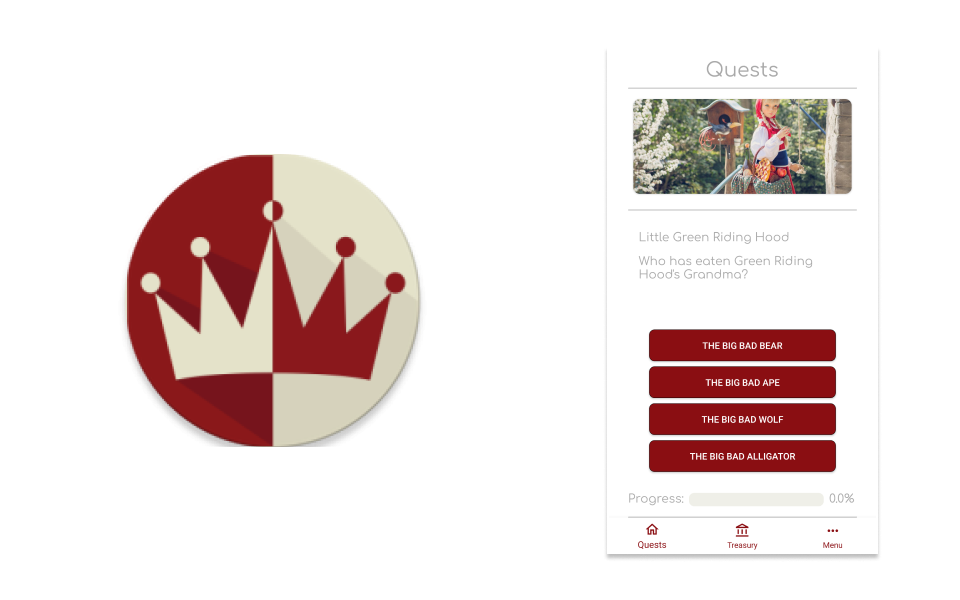 Quests
Little Green Riding Hood
Who has eaten Green Riding
Hood's Grandma?
THE BIG BAD BEAR
THE BIG BAD APE
THE BIG BAD WOLF
THE BIG BAD ALLIGATOR
Progress: 0.0%
Quests Treasury Menu